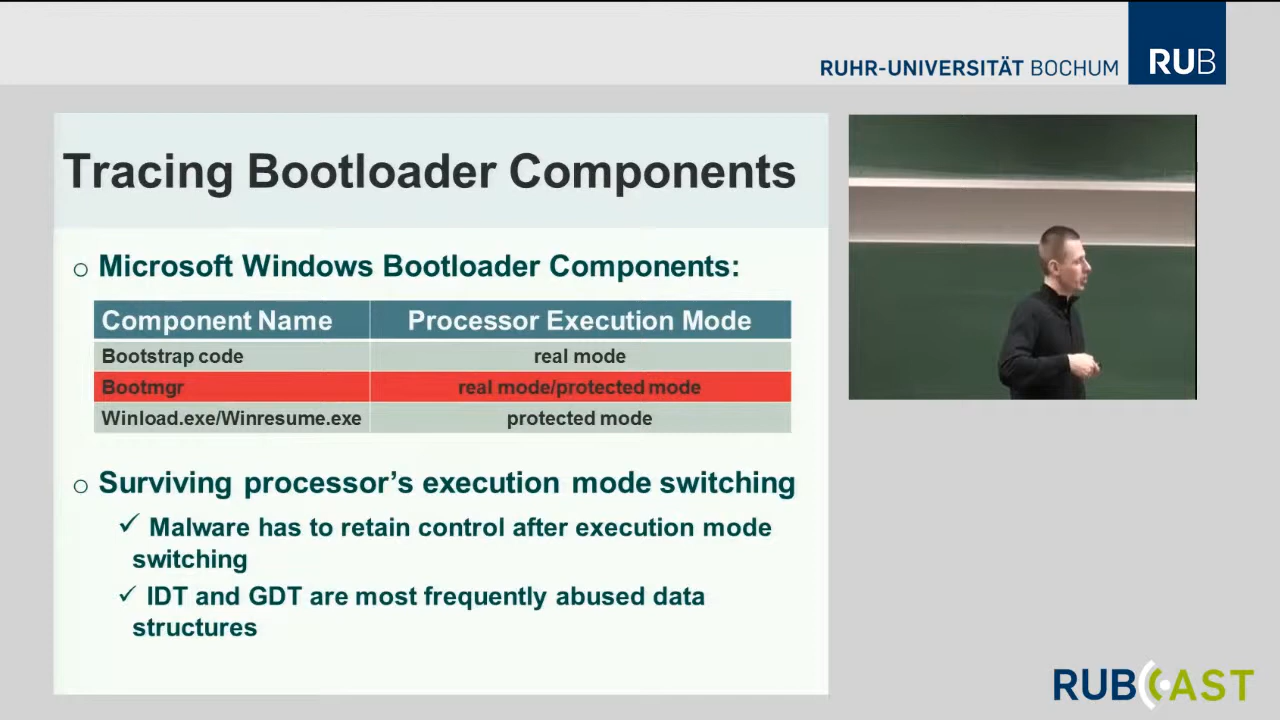 RUHR-UNIVERSITÄT BOCHUM
RUB
Tracing Bootloader Components
o Microsoft Windows Bootloader Components:
Component Name Processor Execution Mode
Bootstrap code real mode
Bootmgr real mode/protected mode
Winload.exe/Winresume.exe protected mode
o Surviving processor's execution mode switching
✓ Malware has to retain control after execution mode
switching
✓ IDT and GDT are most frequently abused data
structures
RUBCAST